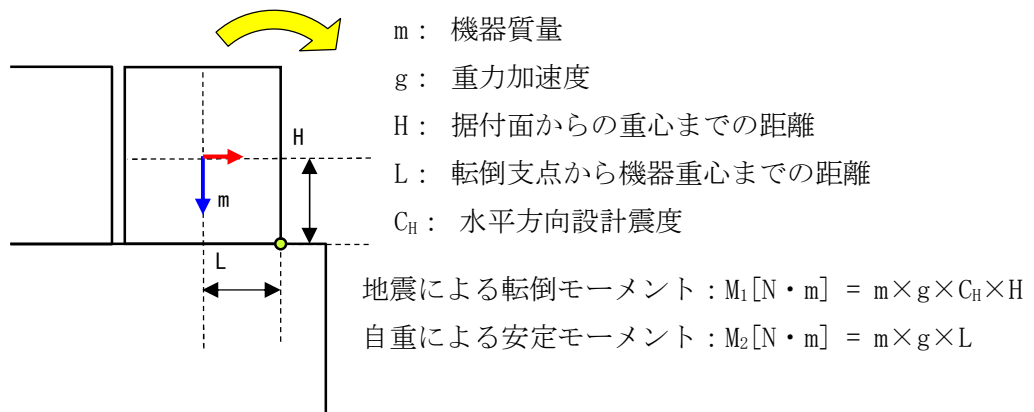 m： 機器質量
g： 重力加速度
H： 据付面からの重心までの距離
L： 転倒支点から機器重心までの距離
C_H： 水平方向設計震度
H
m
L
地震による転倒モーメント：M₁[N・m] = m×g×C_H×H
自重による安定モーメント：M₂[N・m] = m×g×L